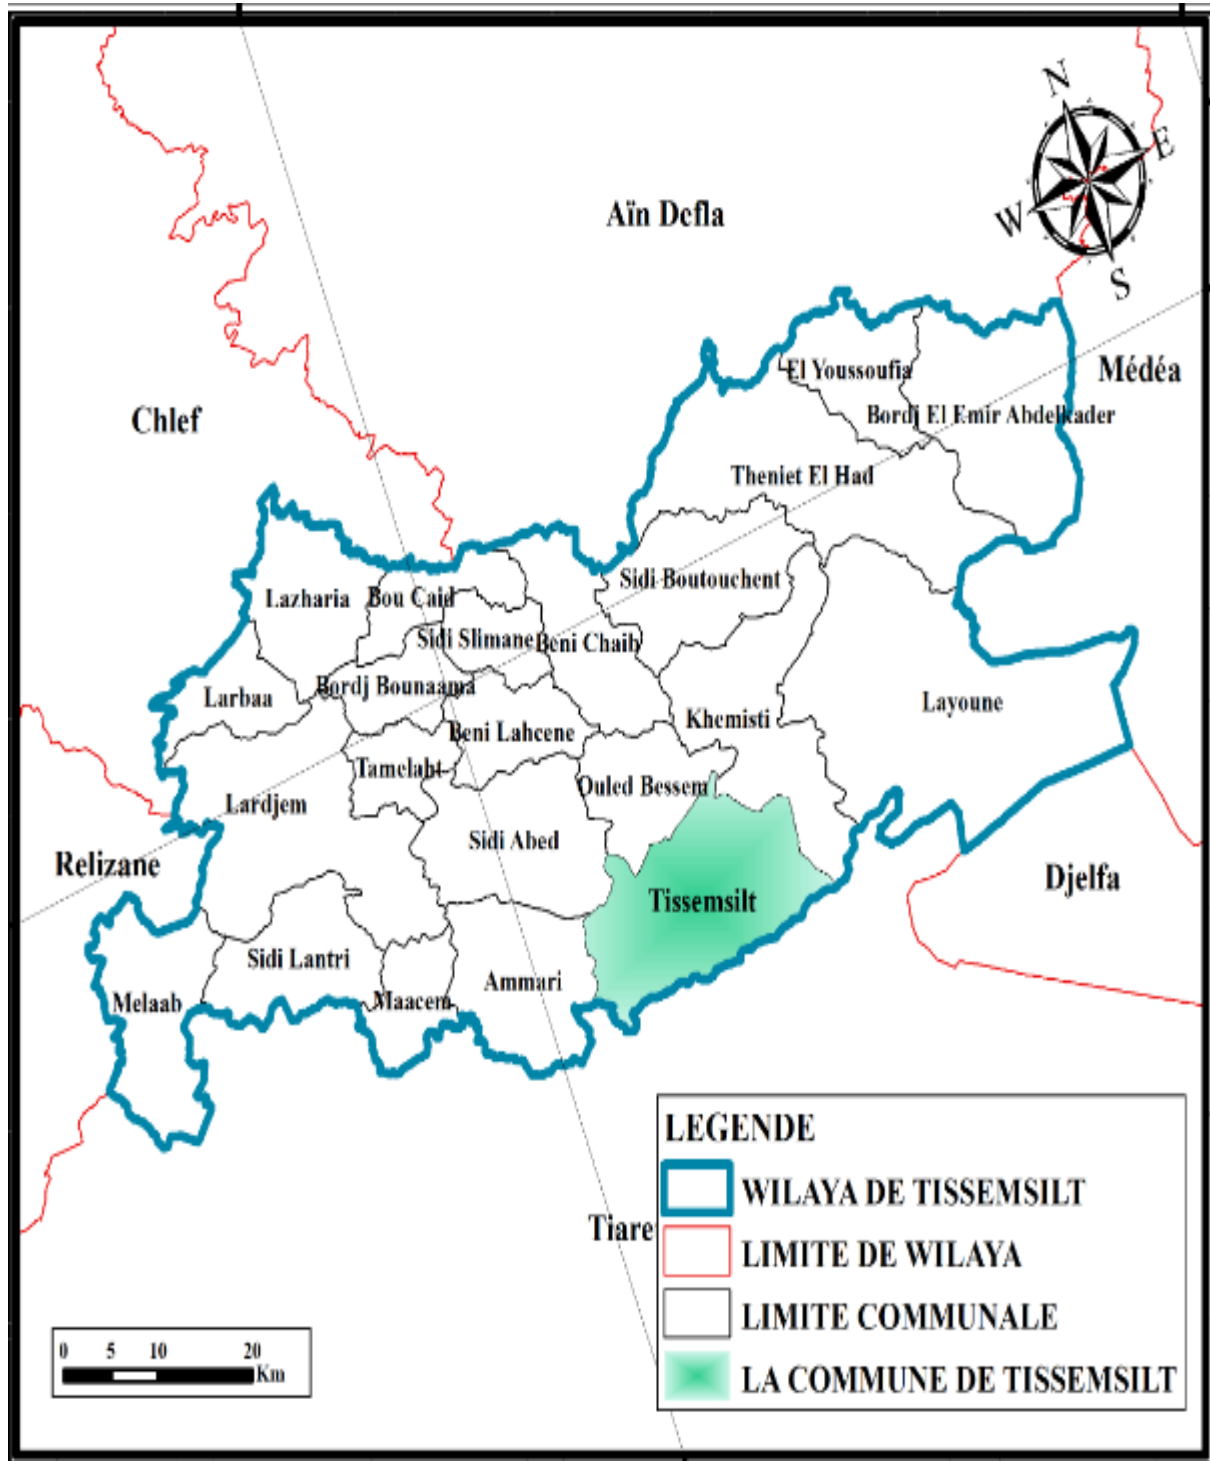 N
E
W
S
Aïn Defla
Médéa
Chlef
El Youssoufia
Bordj El Emir Abdelkader
Theniet El Had
Sidi Boutouchent
Lazharia
Bou Caid
Sidi Slimane
Beni Chaib
Bordj Bounaama
Larbaa
Layoune
Khemisti
Beni Lahcene
Tamelaht
Ouled Bessem
Lardjem
Sidi Abed
Relizane
Djelfa
Tissemsilt
Sidi Lantri
Ammari
Melaab
Maacem
Tiare
LEGENDE
WILAYA DE TISSEMSILT
LIMITE DE WILAYA
LIMITE COMMUNALE
LA COMMUNE DE TISSEMSILT
0 5 10 20
Km